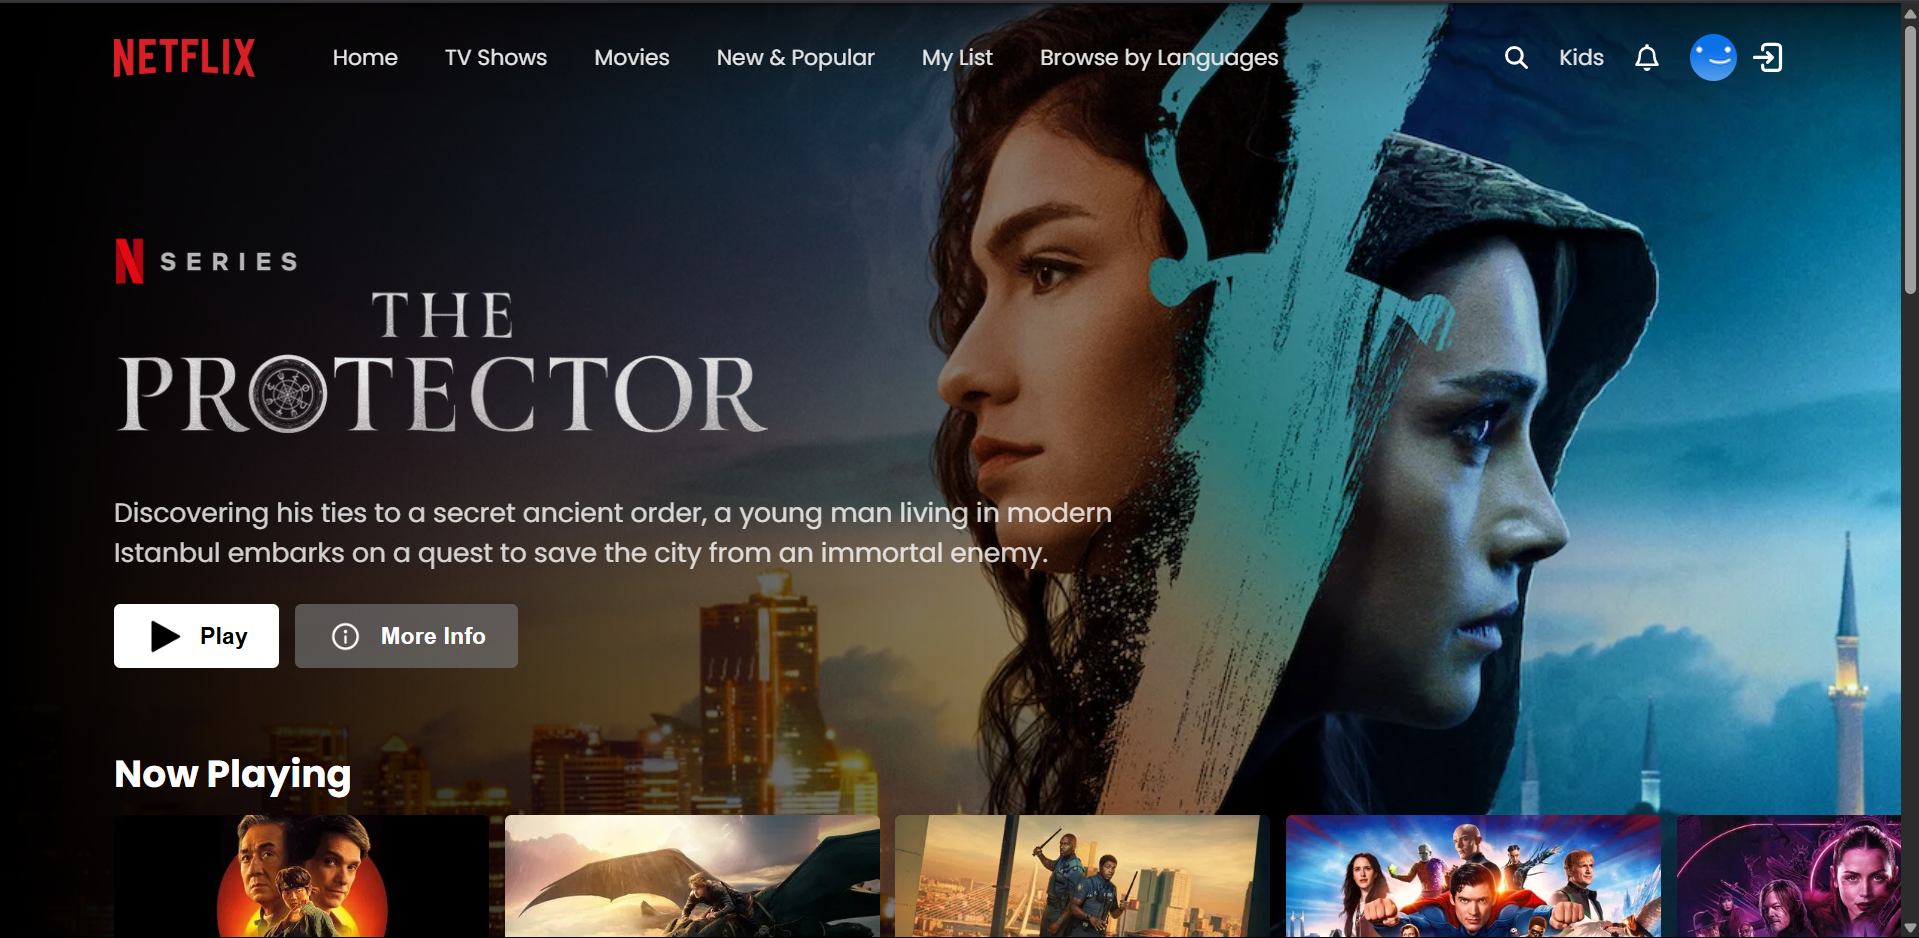 NETFLIX
Home
TV Shows
Movies
New & Popular
My List
Browse by Languages
Kids
N SERIES
THE
PROTECTOR
Discovering his ties to a secret ancient order, a young man living in modern
Istanbul embarks on a quest to save the city from an immortal enemy.
Play
More Info
Now Playing